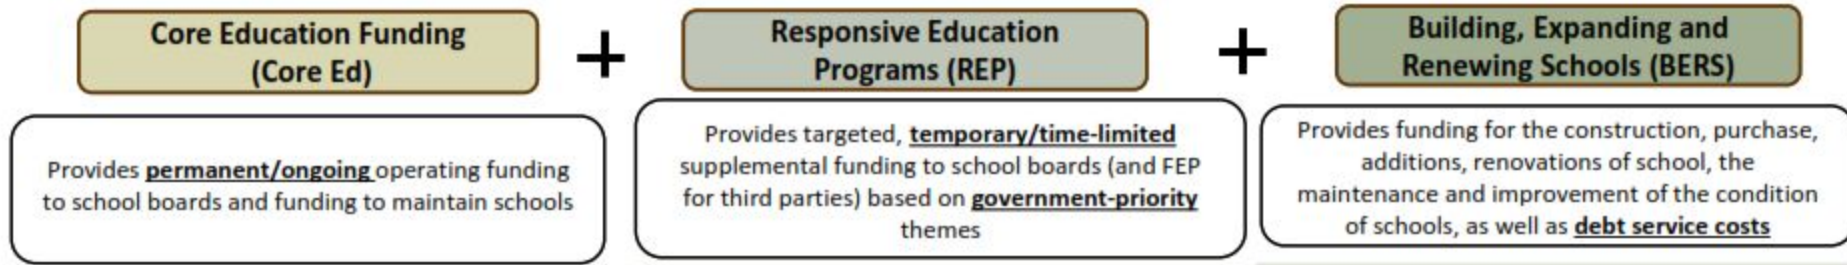 Core Education Funding
(Core Ed)
Provides permanent/ongoing operating funding
to school boards and funding to maintain schools
+
Responsive Education
Programs (REP)
Provides targeted, temporary/time-limited
supplemental funding to school boards (and FEP
for third parties) based on government-priority
themes
+
Building, Expanding and
Renewing Schools (BERS)
Provides funding for the construction, purchase,
additions, renovations of school, the
maintenance and improvement of the condition
of schools, as well as debt service costs